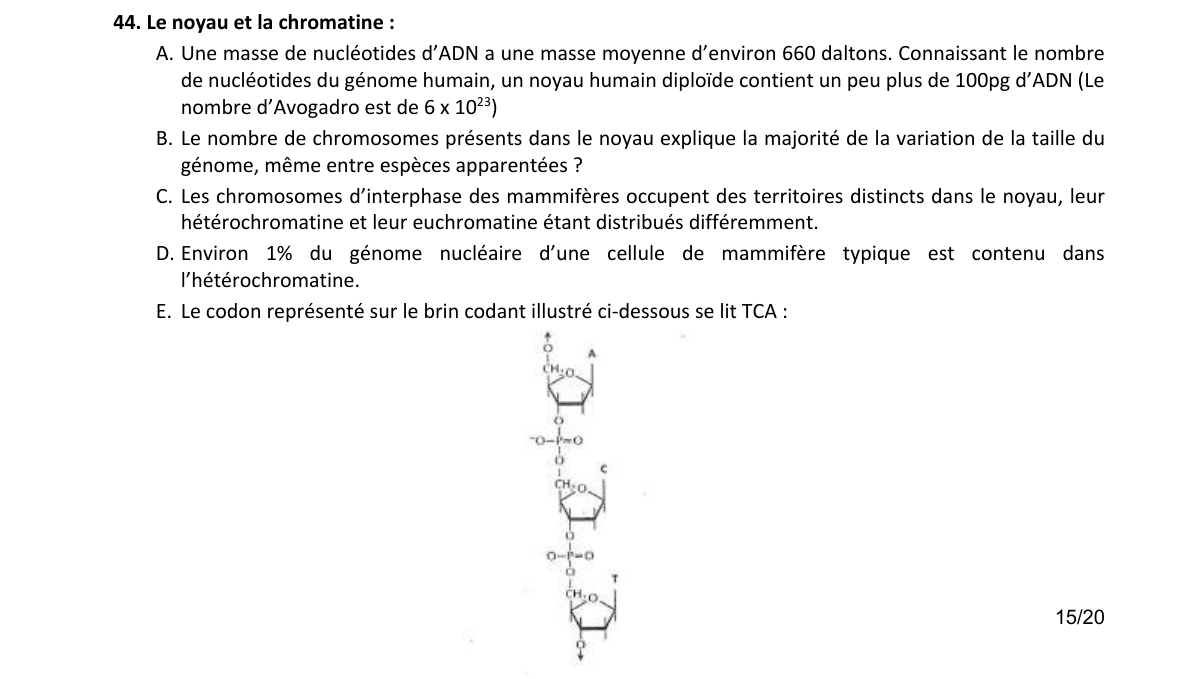 44. Le noyau et la chromatine :
A. Une masse de nucléotides d'ADN a une masse moyenne d'environ 660 daltons. Connaissant le nombre
de nucléotides du génome humain, un noyau humain diploïde contient un peu plus de 100pg d'ADN (Le
nombre d'Avogadro est de 6 x 10²³)
B. Le nombre de chromosomes présents dans le noyau explique la majorité de la variation de la taille du
génome, même entre espèces apparentées ?
C. Les chromosomes d'interphase des mammifères occupent des territoires distincts dans le noyau, leur
hétérochromatine et leur euchromatine étant distribués différemment.
D. Environ 1% du génome nucléaire d'une cellule de mammifère typique est contenu dans
l'hétérochromatine.
E. Le codon représenté sur le brin codant illustré ci-dessous se lit TCA :
O
A
CH₂ O
O
⁻O–P=O
O
C
CH₂ O
O
O–P=O
O
T
CH₂ O
O
15/20